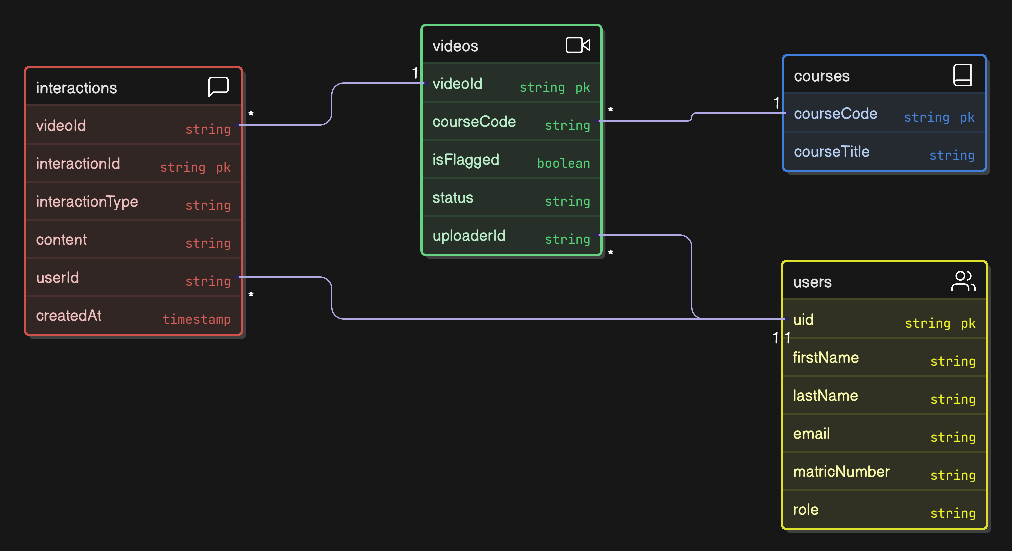 interactions
videoId string
interactionId string pk
interactionType string
content string
userId string
createdAt timestamp
*
*
videos
videoId string pk
courseCode string
isFlagged boolean
status string
uploaderId string
1
*
*
courses
courseCode string pk
courseTitle string
1
users
uid string pk
firstName string
lastName string
email string
matricNumber string
role string
1 1